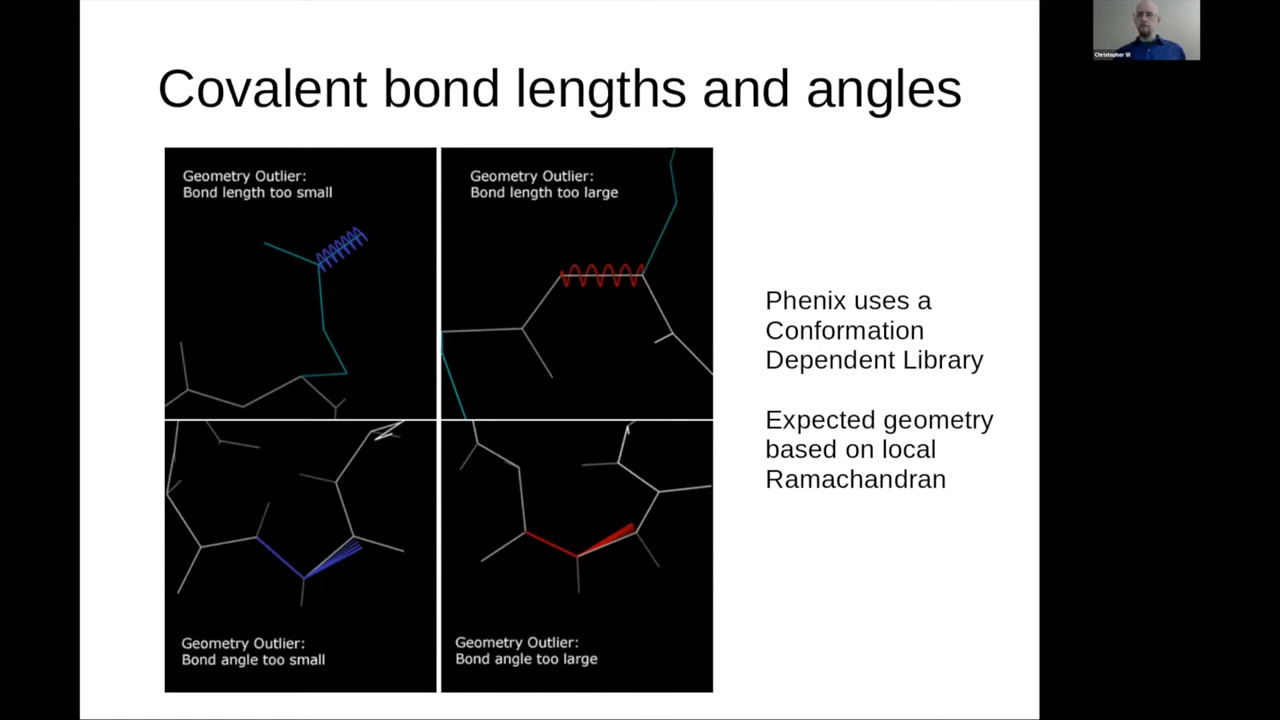 Covalent bond lengths and angles
Geometry Outlier:
Bond length too small
Geometry Outlier:
Bond length too large
Geometry Outlier:
Bond angle too small
Geometry Outlier:
Bond angle too large
Phenix uses a
Conformation
Dependent Library
Expected geometry
based on local
Ramachandran
Christopher W